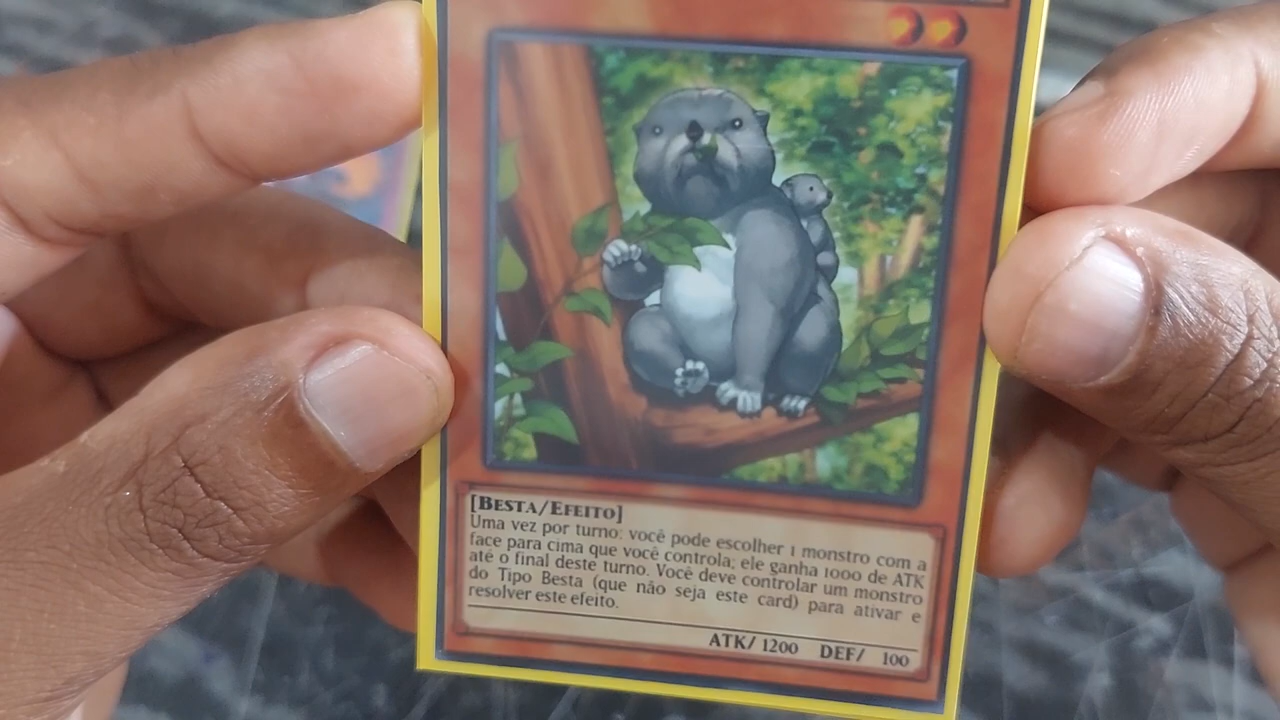 [BESTA/EFEITO]
Uma vez por turno: você pode escolher 1 monstro com a
face para cima que você controla; ele ganha 1000 de ATK
até o final deste turno. Você deve controlar um monstro
do Tipo Besta (que não seja este card) para ativar e
resolver este efeito.
ATK/ 1200 DEF/ 100